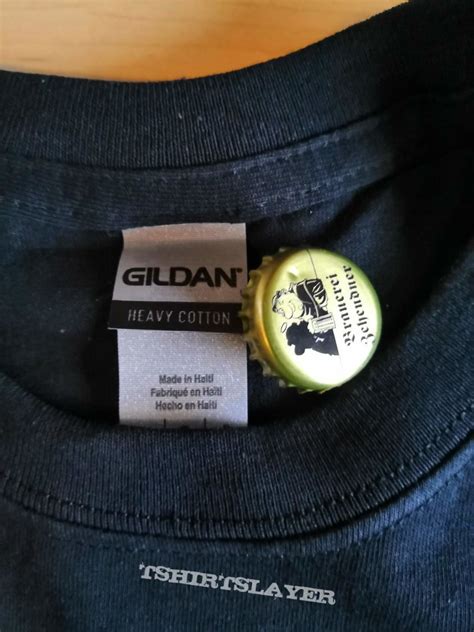 GILDAN®
HEAVY COTTON
Made in Haiti
Fabriqué en Haïti
Hecho en Haití
Brauerei
Zehendner
TSHIRTSLAYER